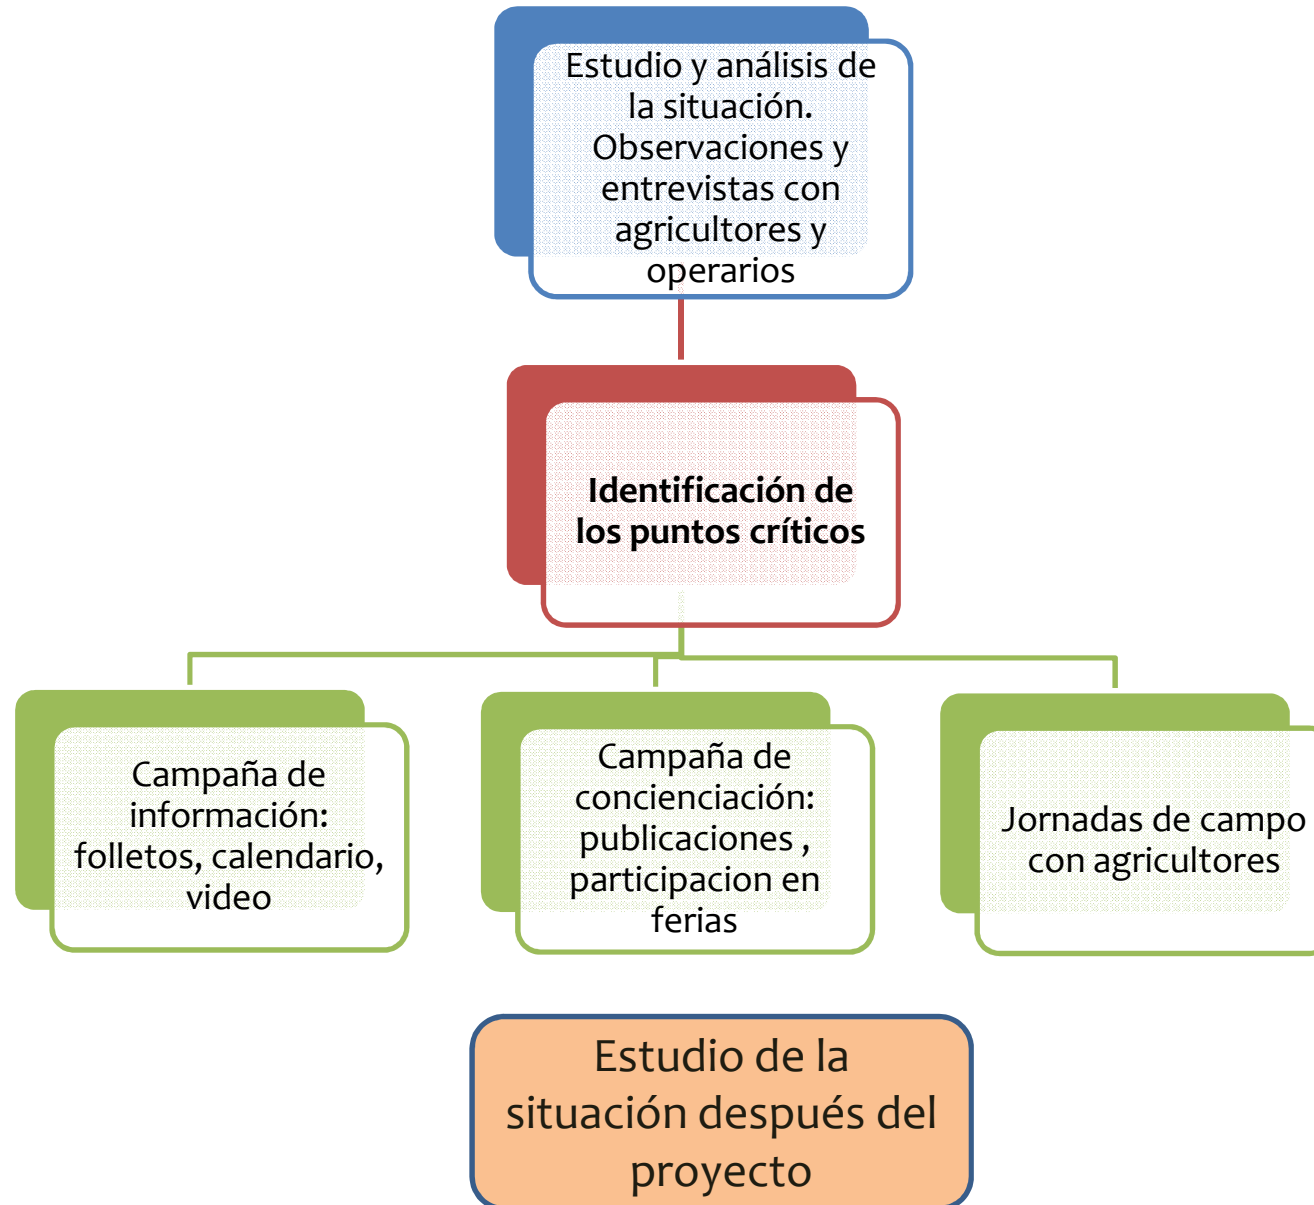 Estudio y análisis de
la situación.
Observaciones y
entrevistas con
agricultores y
operarios
Identificación de
los puntos críticos
Campaña de
información:
folletos, calendario,
video
Campaña de
concienciación:
publicaciones ,
participacion en
ferias
Jornadas de campo
con agricultores
Estudio de la
situación después del
proyecto